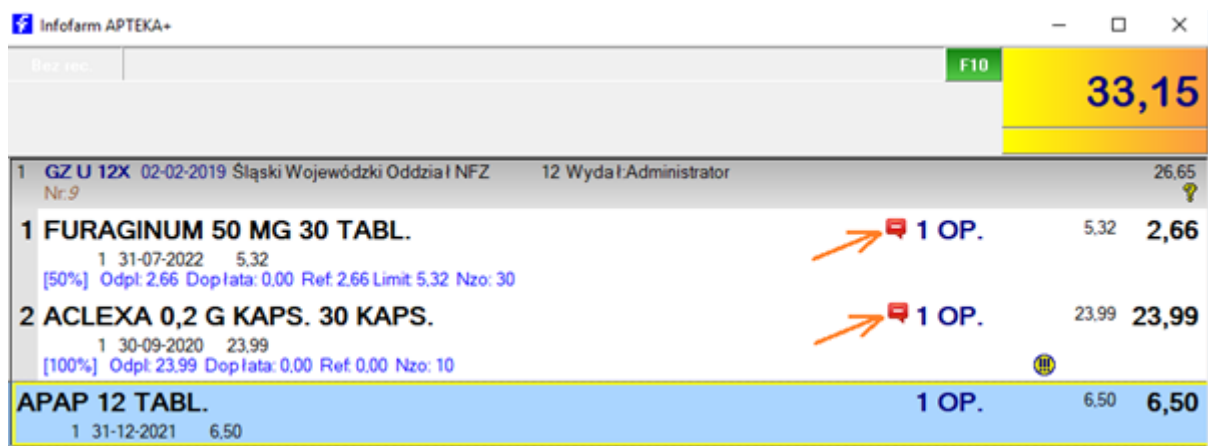 Infofarm APTEKA+
Bez rec.
F10
33,15
1 GZ U 12X 02-02-2019 Śląski Wojewódzki Oddział NFZ 12 Wydał:Administrator 26,65
Nr:9
1 FURAGINUM 50 MG 30 TABL. 1 OP. 5,32 2,66
1 31-07-2022 5,32
[50%] Odpł: 2,66 Dopłata: 0,00 Ref: 2,66 Limit: 5,32 Nzo: 30
2 ACLEXA 0,2 G KAPS. 30 KAPS. 1 OP. 23,99 23,99
1 30-09-2020 23,99
[100%] Odpł: 23,99 Dopłata: 0,00 Ref: 0,00 Nzo: 10
APAP 12 TABL. 1 OP. 6,50 6,50
1 31-12-2021 6,50